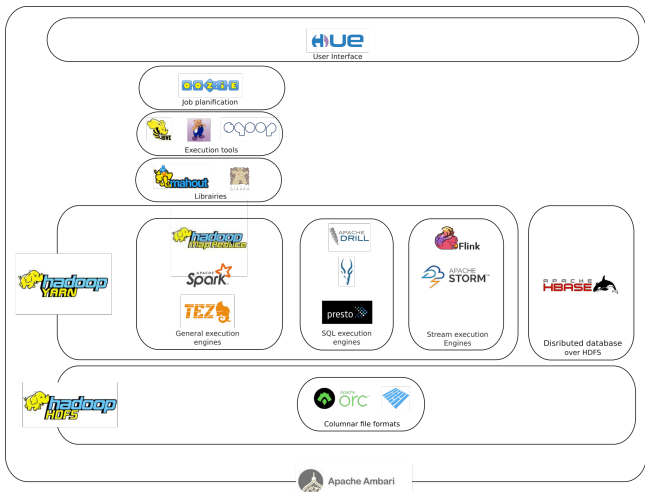 HUE
User Interface
OOZIE
Job planification
HIVE
sqoop
Execution tools
mahout
GIRAPH
Librairies
hadoop
MapReduce
APACHE
Spark
TEZ
General execution
engines
APACHE
DRILL
presto
SQL execution
engines
Flink
APACHE
STORM™
Stream execution
Engines
hadoop
YARN
APACHE
HBASE
Disributed database
over HDFS
hadoop
HDFS
Apache
orc
Columnar file formats
Apache Ambari